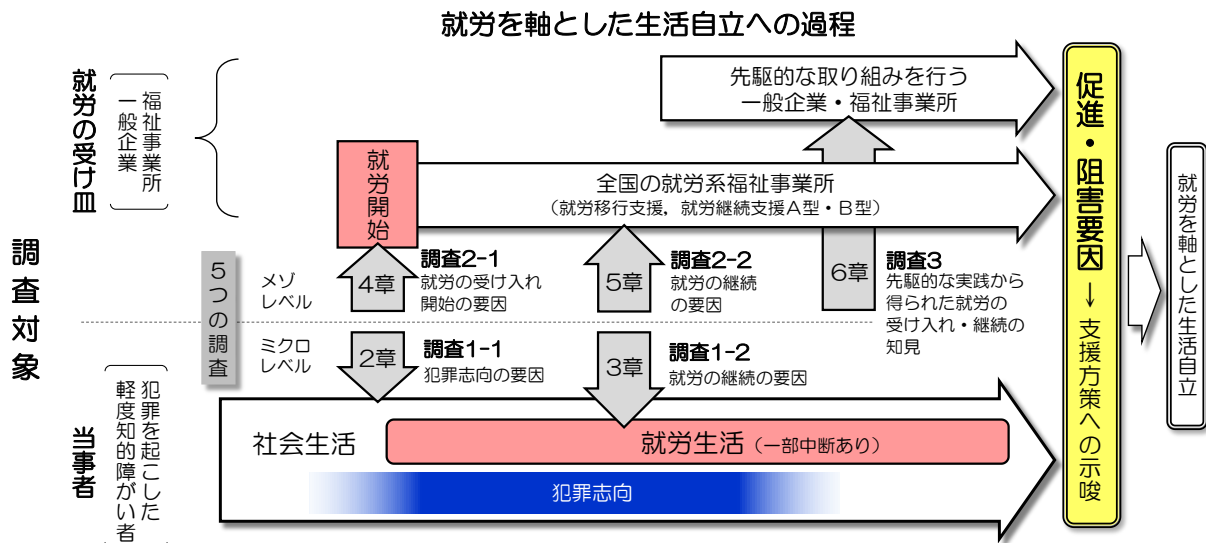 就労を軸とした生活自立への過程
調査対象
就労の受け皿
福祉事業所
一般企業
先駆的な取り組みを行う
一般企業・福祉事業所
就労開始
全国の就労系福祉事業所
（就労移行支援，就労継続支援A型・B型）
5つの調査
メゾ
レベル
4章
調査2-1
就労の受け入れ
開始の要因
5章
調査2-2
就労の継続
の要因
6章
調査3
先駆的な実践から
得られた就労の
受け入れ・継続の
知見
ミクロ
レベル
2章
調査1-1
犯罪志向の要因
3章
調査1-2
就労の継続の要因
当事者
犯罪を起こした
軽度知的障がい者
社会生活
就労生活（一部中断あり）
犯罪志向
促進・阻害要因→支援方策への示唆
就労を軸とした生活自立